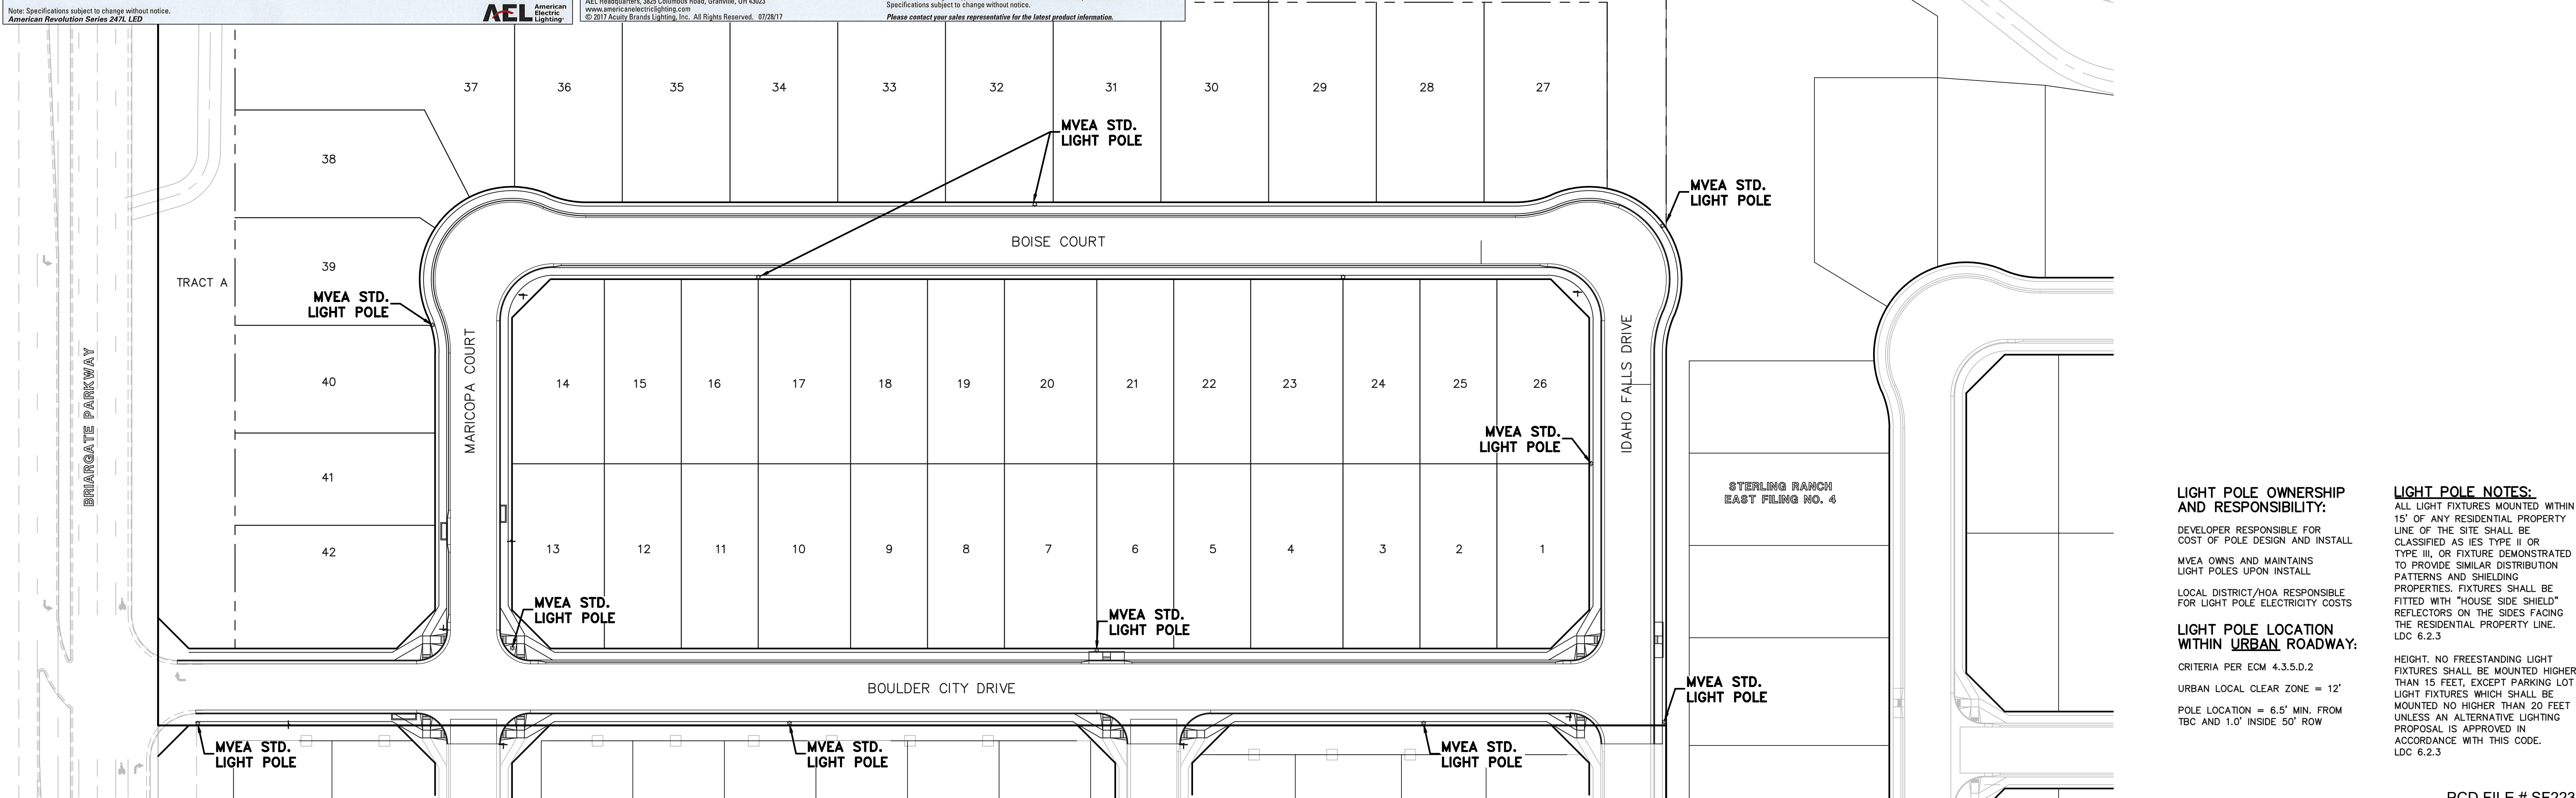 Note: Specifications subject to change without notice.
American Revolution Series 247L LED
AEL American
Electric
Lighting
AEL Headquarters, 3825 Columbus Road, Granville, OH 43023
www.americanelectriclighting.com
© 2017 Acuity Brands Lighting, Inc. All Rights Reserved. 07/28/17
Specifications subject to change without notice.
Please contact your sales representative for the latest product information.
37
36
35
34
33
32
31
30
29
28
27
MVEA STD.
LIGHT POLE
38
MVEA STD.
LIGHT POLE
BOISE COURT
39
TRACT A
MVEA STD.
LIGHT POLE
BRIARGATE PARKWAY
MARICOPA COURT
IDAHO FALLS DRIVE
40
14
15
16
17
18
19
20
21
22
23
24
25
26
MVEA STD.
LIGHT POLE
41
STERLING RANCH
EAST FILING NO. 4
42
13
12
11
10
9
8
7
6
5
4
3
2
1
MVEA STD.
LIGHT POLE
MVEA STD.
LIGHT POLE
BOULDER CITY DRIVE
MVEA STD.
LIGHT POLE
MVEA STD.
LIGHT POLE
MVEA STD.
LIGHT POLE
MVEA STD.
LIGHT POLE
LIGHT POLE OWNERSHIP
AND RESPONSIBILITY:
DEVELOPER RESPONSIBLE FOR
COST OF POLE DESIGN AND INSTALL
MVEA OWNS AND MAINTAINS
LIGHT POLES UPON INSTALL
LOCAL DISTRICT/HOA RESPONSIBLE
FOR LIGHT POLE ELECTRICITY COSTS
LIGHT POLE LOCATION
WITHIN URBAN ROADWAY:
CRITERIA PER ECM 4.3.5.D.2
URBAN LOCAL CLEAR ZONE = 12'
POLE LOCATION = 6.5' MIN. FROM
TBC AND 1.0' INSIDE 50' ROW
LIGHT POLE NOTES:
ALL LIGHT FIXTURES MOUNTED WITHIN
15' OF ANY RESIDENTIAL PROPERTY
LINE OF THE SITE SHALL BE
CLASSIFIED AS IES TYPE II OR
TYPE III, OR FIXTURE DEMONSTRATED
TO PROVIDE SIMILAR DISTRIBUTION
PATTERNS AND SHIELDING
PROPERTIES. FIXTURES SHALL BE
FITTED WITH "HOUSE SIDE SHIELD"
REFLECTORS ON THE SIDES FACING
THE RESIDENTIAL PROPERTY LINE.
LDC 6.2.3
HEIGHT. NO FREESTANDING LIGHT
FIXTURES SHALL BE MOUNTED HIGHER
THAN 15 FEET, EXCEPT PARKING LOT
LIGHT FIXTURES WHICH SHALL BE
MOUNTED NO HIGHER THAN 20 FEET
UNLESS AN ALTERNATIVE LIGHTING
PROPOSAL IS APPROVED IN
ACCORDANCE WITH THIS CODE.
LDC 6.2.3
PCD FILE # SF223